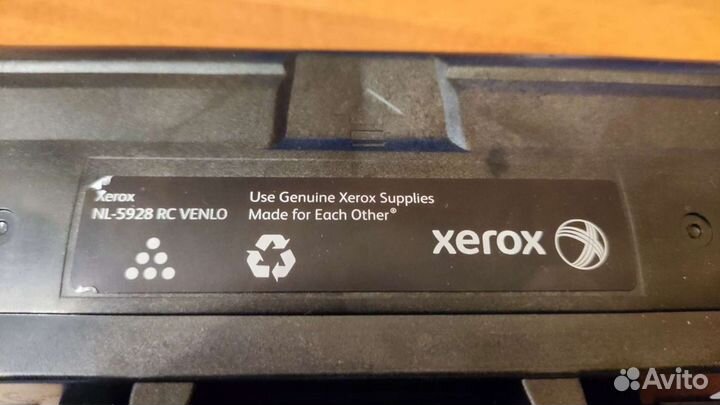 Xerox
NL-5928 RC VENLO
Use Genuine Xerox Supplies
Made for Each Other®
xerox
Avito